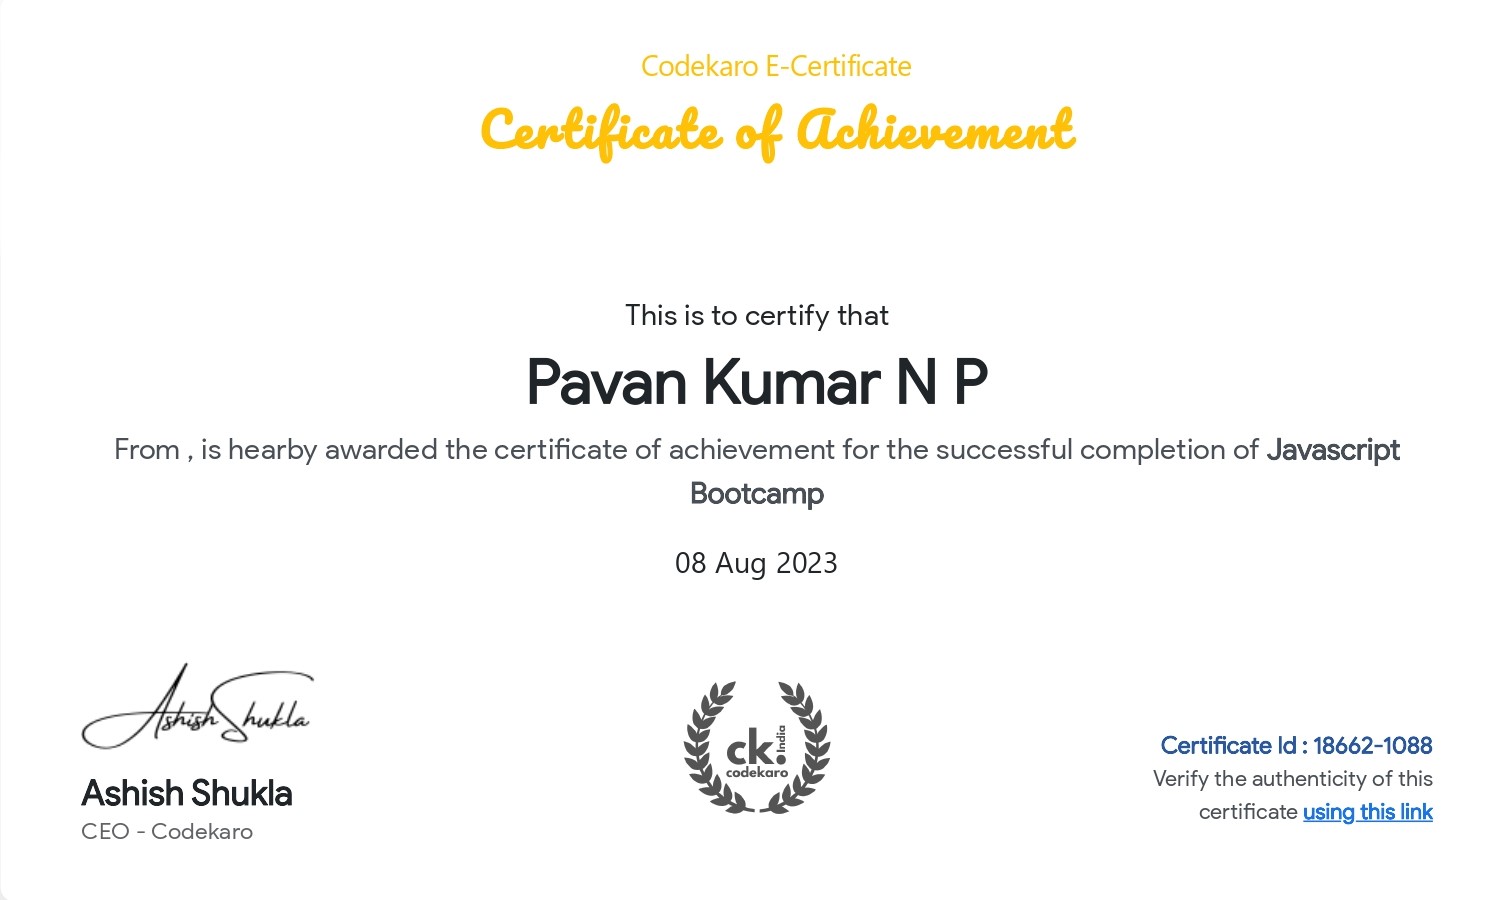 Codekaro E-Certificate
Certificate of Achievement
This is to certify that
Pavan Kumar N P
From , is hearby awarded the certificate of achievement for the successful completion of Javascript
Bootcamp
08 Aug 2023
Ashish Shukla
Ashish Shukla
CEO - Codekaro
ck. India
codekaro
Certificate Id : 18662-1088
Verify the authenticity of this
certificate using this link